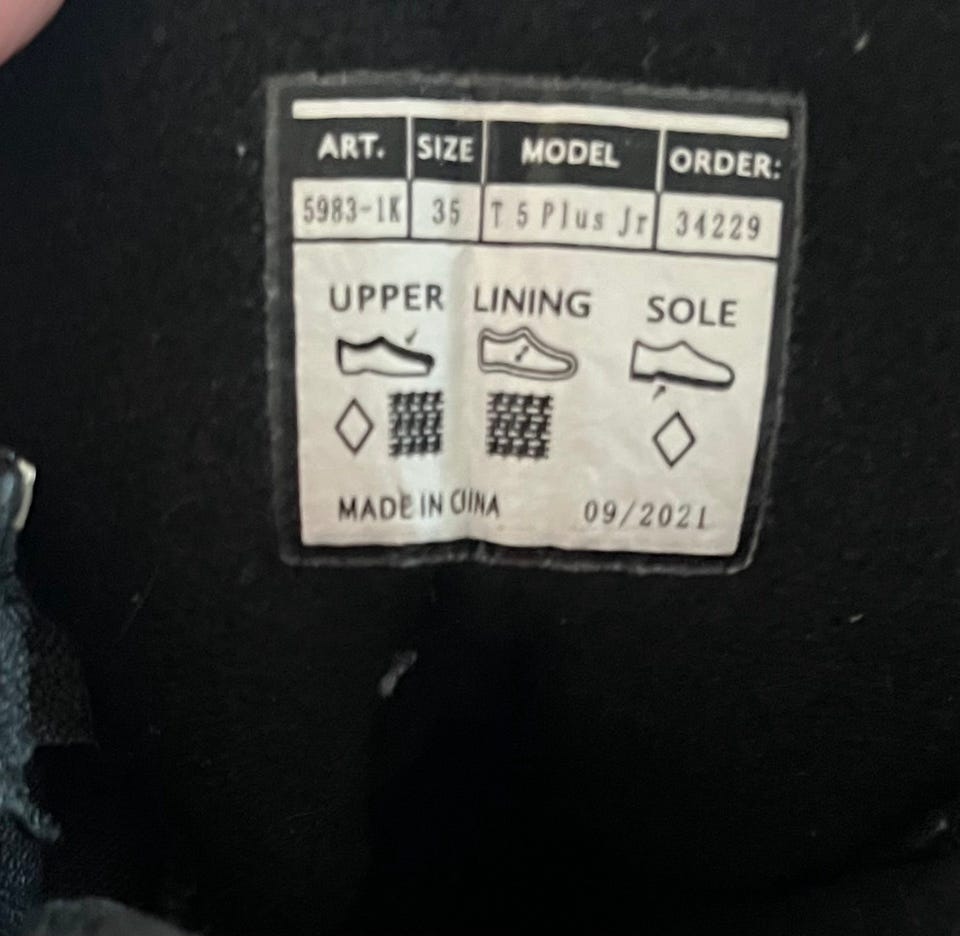 ART. SIZE MODEL ORDER:
5983-1K 35 T 5 Plus Jr 34229
UPPER LINING SOLE
MADE IN CHINA 09/2021